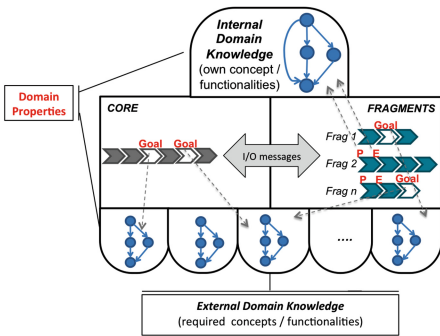 Internal
Domain
Knowledge
(own concept /
functionalities)
Domain
Properties
CORE
FRAGMENTS
Goal Goal
I/O messages
Goal
Frag 1
P E
Frag 2
P E Goal
Frag n
....
External Domain Knowledge
(required concepts / functionalities)